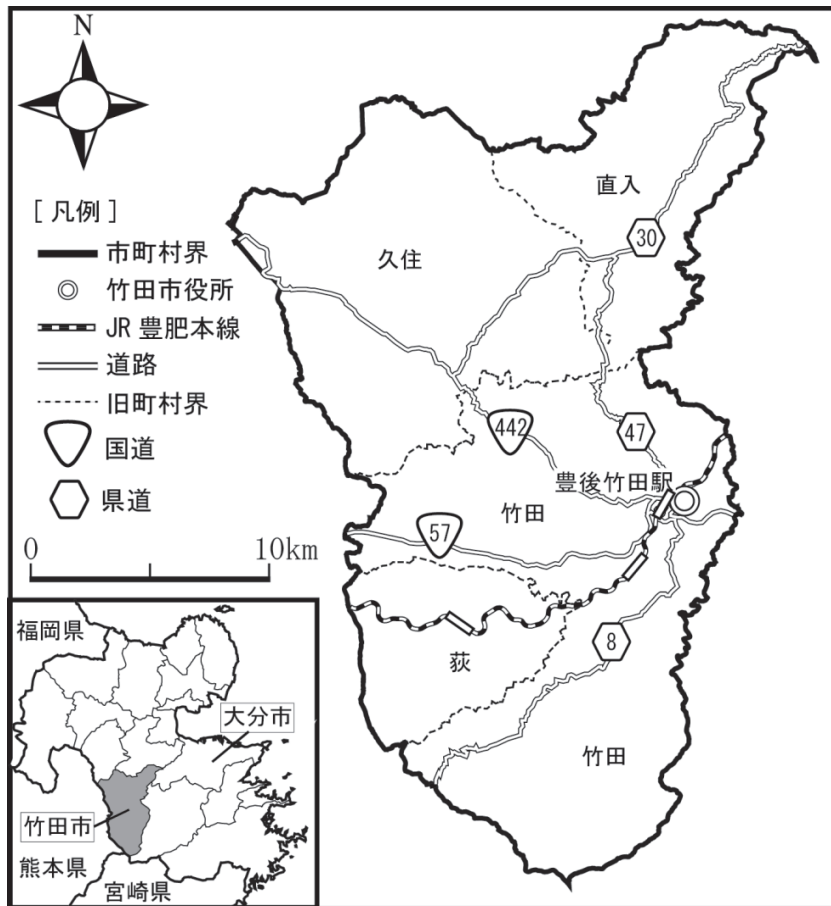 N
[凡例]
市町村界
竹田市役所
JR豊肥本線
道路
旧町村界
国道
県道
0 10km
直入
30
久住
442
47
豊後竹田駅
竹田
57
荻
8
竹田
福岡県
大分市
竹田市
熊本県
宮崎県